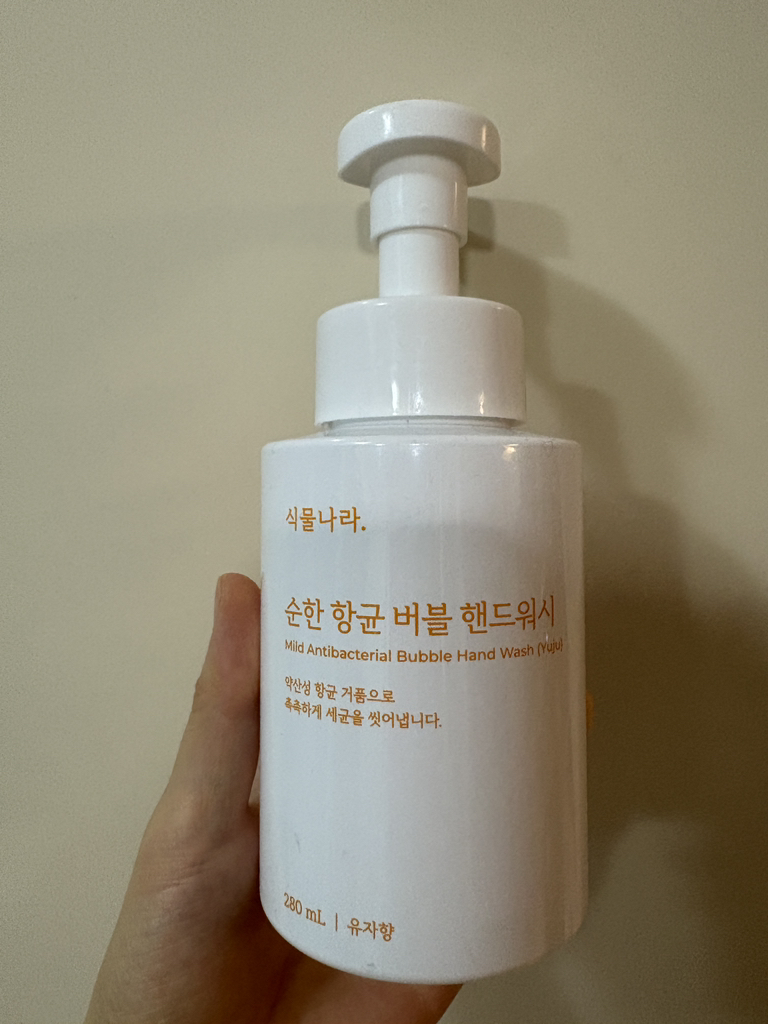 식물나라.
순한 항균 버블 핸드워시
Mild Antibacterial Bubble Hand Wash (Yuju)
약산성 항균 거품으로
촉촉하게 세균을 씻어냅니다.
280 mL | 유자향